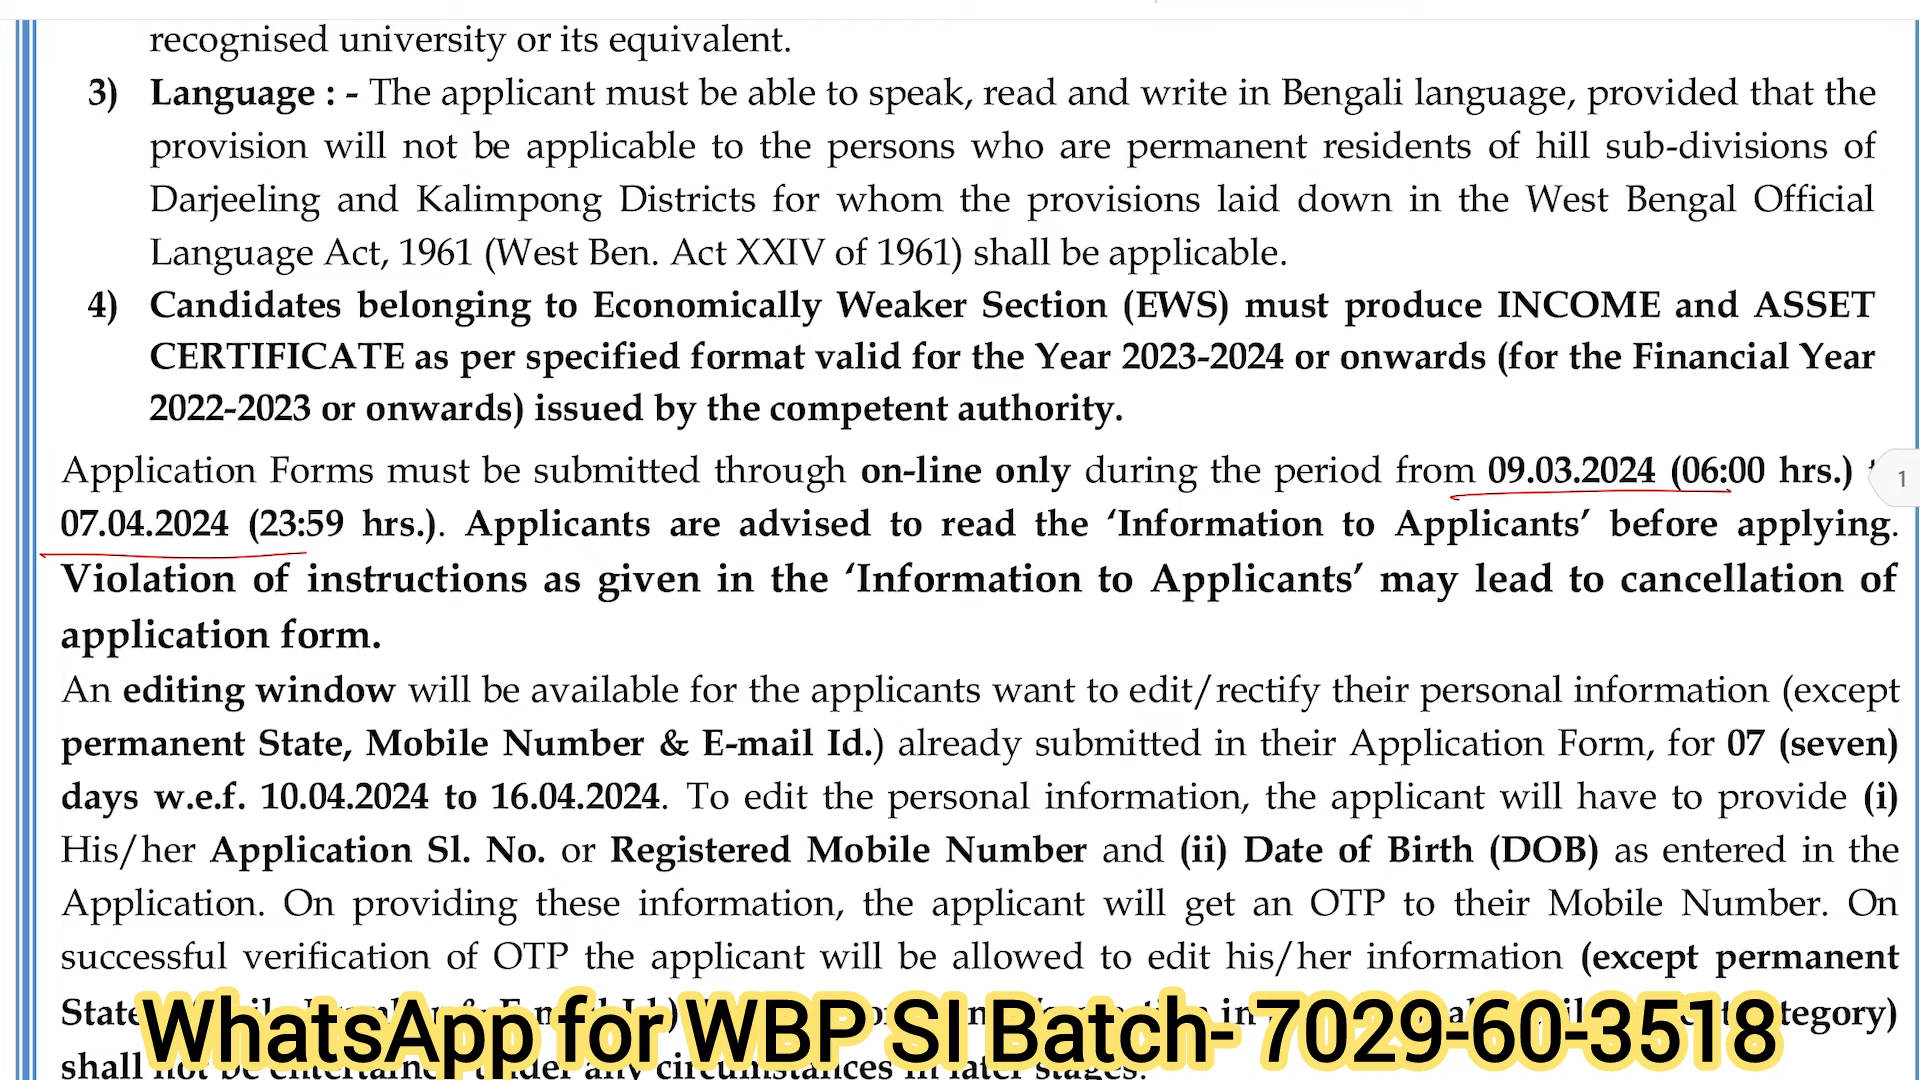 recognised university or its equivalent.
3) Language : - The applicant must be able to speak, read and write in Bengali language, provided that the
provision will not be applicable to the persons who are permanent residents of hill sub-divisions of
Darjeeling and Kalimpong Districts for whom the provisions laid down in the West Bengal Official
Language Act, 1961 (West Ben. Act XXIV of 1961) shall be applicable.
4) Candidates belonging to Economically Weaker Section (EWS) must produce INCOME and ASSET
CERTIFICATE as per specified format valid for the Year 2023-2024 or onwards (for the Financial Year
2022-2023 or onwards) issued by the competent authority.
Application Forms must be submitted through on-line only during the period from 09.03.2024 (06:00 hrs.)
1
07.04.2024 (23:59 hrs.). Applicants are advised to read the ‘Information to Applicants’ before applying.
Violation of instructions as given in the ‘Information to Applicants’ may lead to cancellation of
application form.
An editing window will be available for the applicants want to edit/rectify their personal information (except
permanent State, Mobile Number & E-mail Id.) already submitted in their Application Form, for 07 (seven)
days w.e.f. 10.04.2024 to 16.04.2024. To edit the personal information, the applicant will have to provide (i)
His/her Application Sl. No. or Registered Mobile Number and (ii) Date of Birth (DOB) as entered in the
Application. On providing these information, the applicant will get an OTP to their Mobile Number. On
successful verification of OTP the applicant will be allowed to edit his/her information (except permanent
State
WhatsApp for WBP SI Batch- 7029-60-3518
shall not be under any circumstances in later stages.